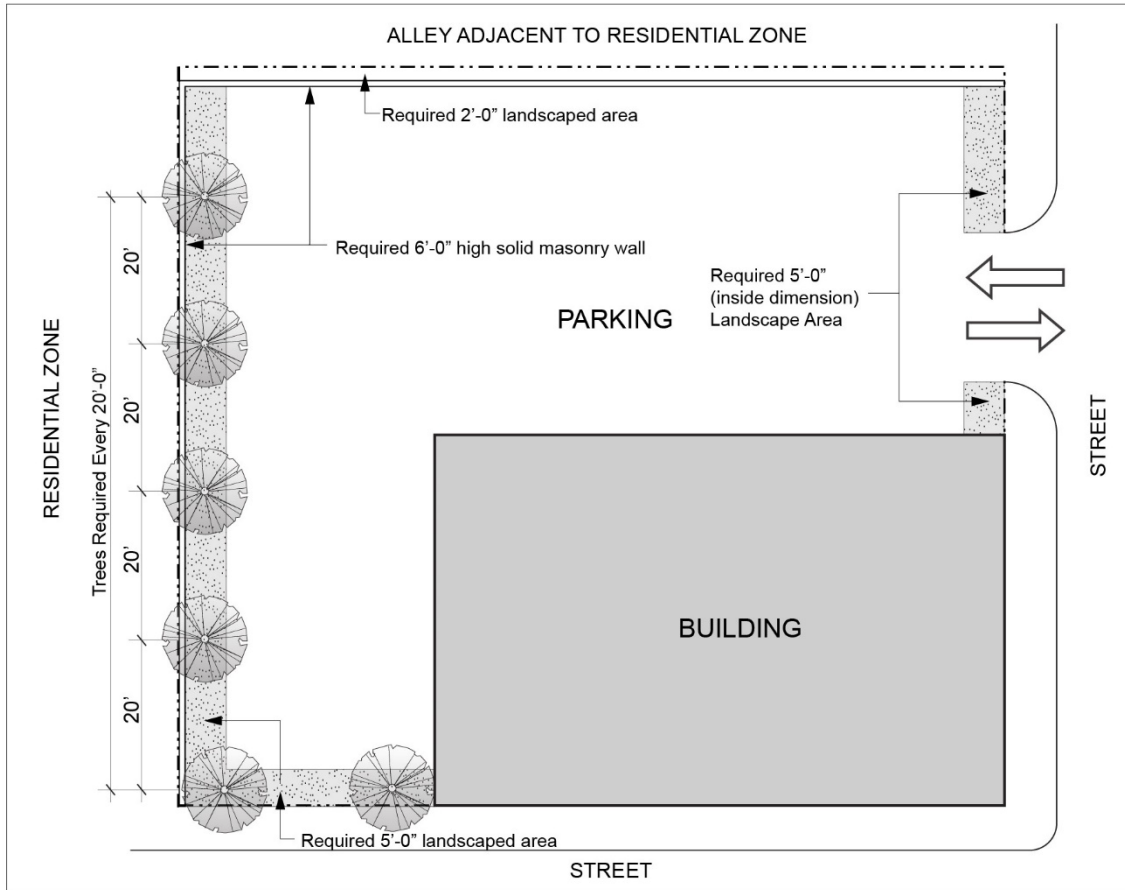 ALLEY ADJACENT TO RESIDENTIAL ZONE
Required 2'-0” landscaped area
Required 6'-0” high solid masonry wall
Required 5'-0”
(inside dimension)
Landscape Area
PARKING
RESIDENTIAL ZONE
Trees Required Every 20'-0”
20'
20'
20'
20'
STREET
BUILDING
Required 5'-0” landscaped area
STREET